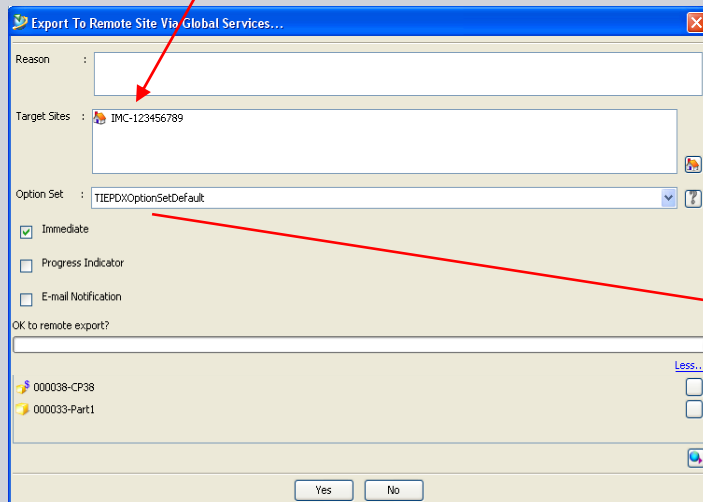 Export To Remote Site Via Global Services...
Reason :
Target Sites : IMC-123456789
Option Set : TIEPDXOptionSetDefault
?
Immediate
Progress Indicator
E-mail Notification
OK to remote export?
Less...
000038-CP38
000033-Part1
Yes No